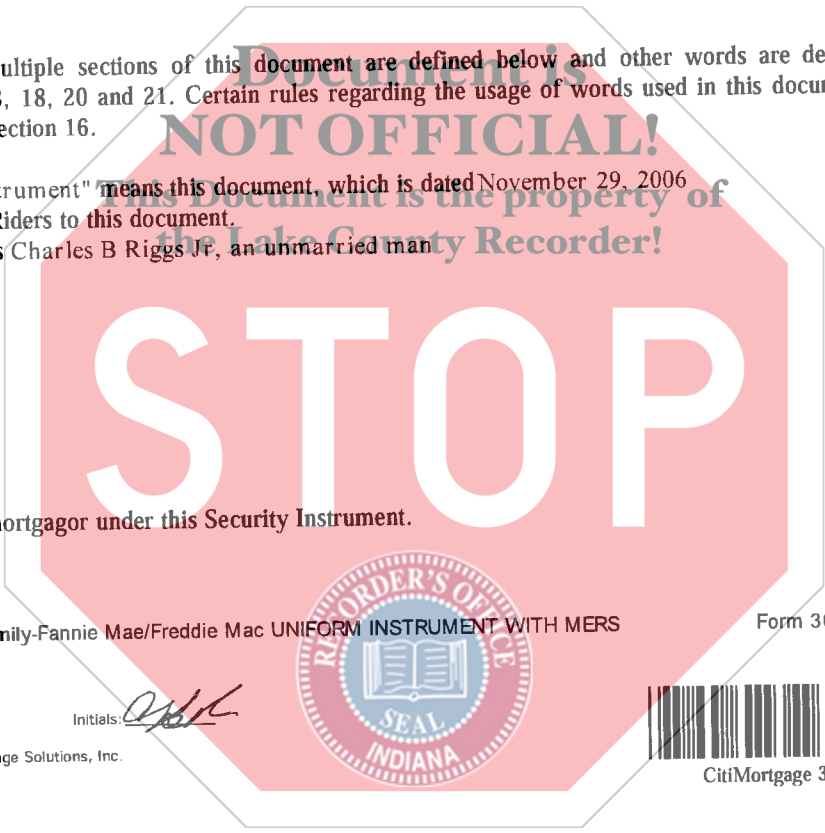 Document is
ultiple sections of this document are defined below and other words are de
, 18, 20 and 21. Certain rules regarding the usage of words used in this docu
ection 16.
NOT OFFICIAL!
trument" means this document, which is dated November 29, 2006
This Document is the property of
Riders to this document.
the Lake County Recorder!
s Charles B Riggs Jr, an unmarried man
STOP
ortgagor under this Security Instrument.
RECORDER'S OFFICE
mily-Fannie Mae/Freddie Mac UNIFORM INSTRUMENT WITH MERS
Form 3
SEAL
INDIANA
Initials:
ge Solutions, Inc.
CitiMortgage 3